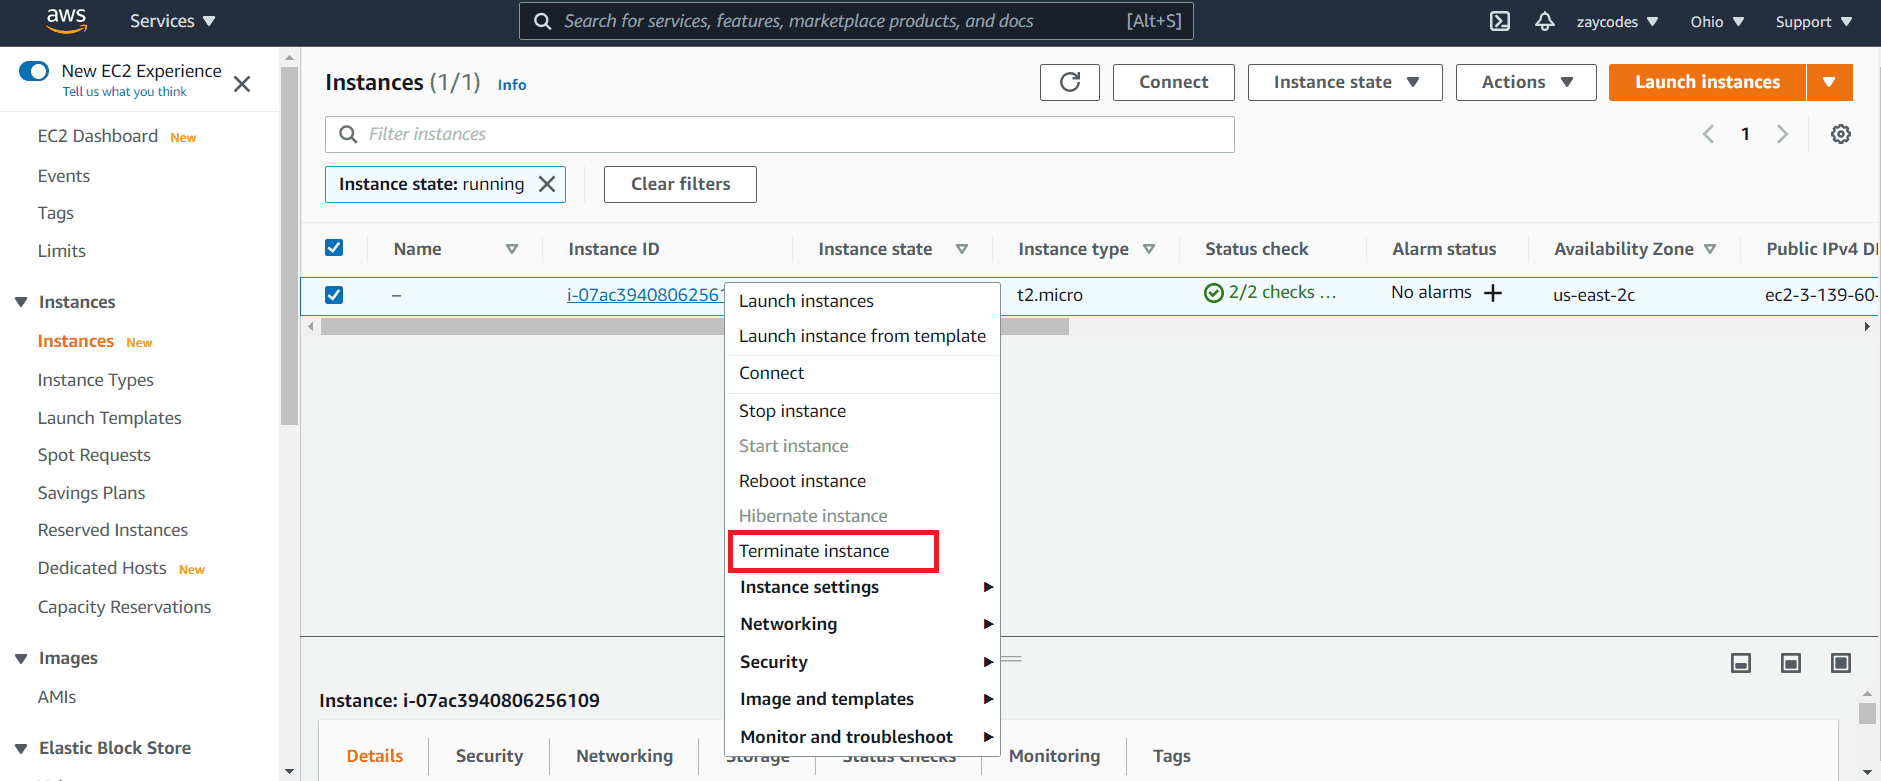 aws
Services
Search for services, features, marketplace products, and docs [Alt+S]
zaycodes
Ohio
Support
New EC2 Experience
Tell us what you think
EC2 Dashboard New
Events
Tags
Limits
Instances
Instances New
Instance Types
Launch Templates
Spot Requests
Savings Plans
Reserved Instances
Dedicated Hosts New
Capacity Reservations
Images
AMIs
Elastic Block Store
Instances (1/1) Info
Connect
Instance state
Actions
Launch instances
Filter instances
1
Instance state: running
Clear filters
Name Instance ID Instance state Instance type Status check Alarm status Availability Zone Public IPv4 D
– i-07ac39408062561 t2.micro 2/2 checks ... No alarms + us-east-2c ec2-3-139-60-
Launch instances
Launch instance from template
Connect
Stop instance
Start instance
Reboot instance
Hibernate instance
Terminate instance
Instance settings
Networking
Security
Image and templates
Monitor and troubleshoot
Instance: i-07ac3940806256109
Details Security Networking Storage Status Checks Monitoring Tags